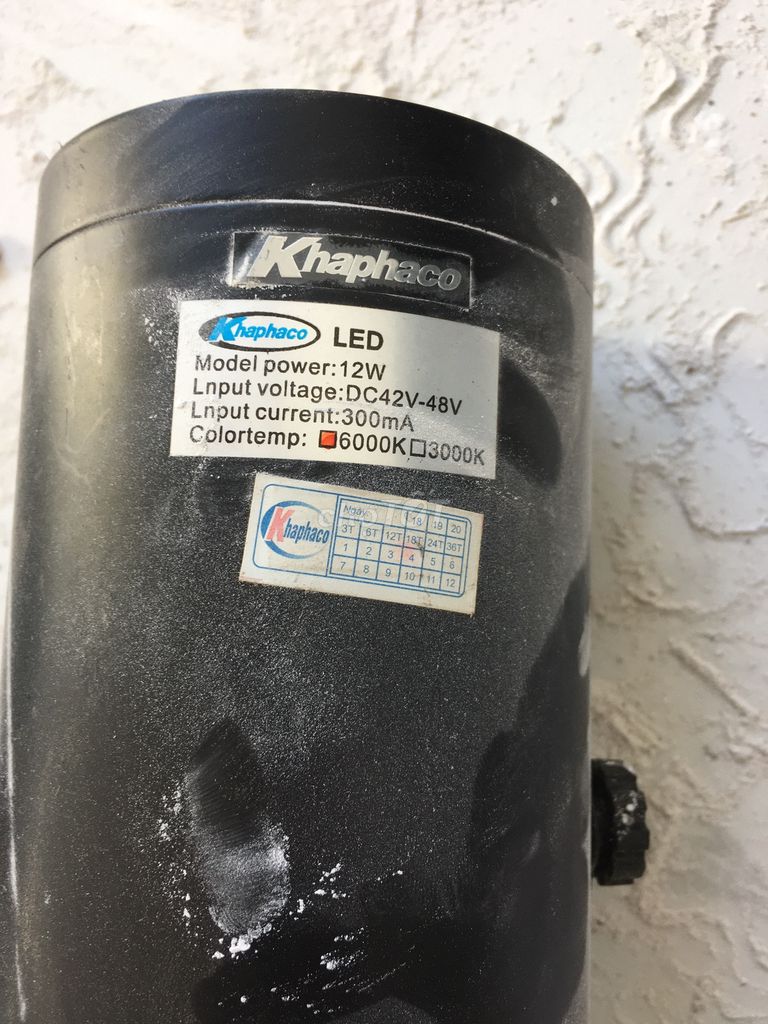 Khaphaco
Khaphaco LED
Model power:12W
Lnput voltage:DC42V-48V
Lnput current:300mA
Colortemp: 6000K 3000K
Khaphaco
Ngày: 18 19 20
3T 6T 12T 18T 24T 36T
1 2 3 4 5 6
7 8 9 10 11 12